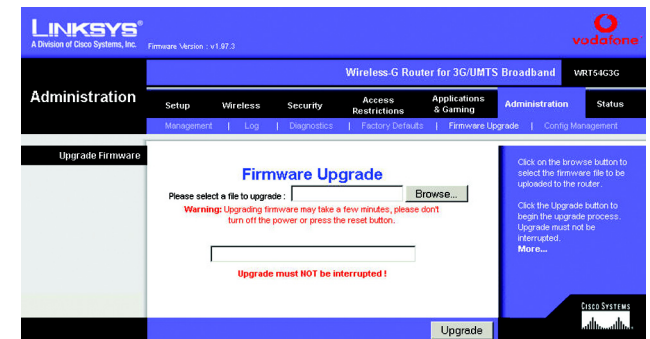 LINKSYS®
A Division of Cisco Systems, Inc.
Firmware Version : v1.97.3
vodafone
Wireless-G Router for 3G/UMTS Broadband WRT54G3G
Administration
Setup Wireless Security Access Restrictions Applications & Gaming Administration Status
Management | Log | Diagnostics | Factory Defaults | Firmware Upgrade | Config Management
Upgrade Firmware
Firmware Upgrade
Please select a file to upgrade : Browse...
Warning: Upgrading firmware may take a few minutes, please don't
turn off the power or press the reset button.
Upgrade must NOT be interrupted !
Click on the browse button to
select the firmware file to be
uploaded to the router.
Click the Upgrade button to
begin the upgrade process.
Upgrade must not be
interrupted.
More...
Upgrade
CISCO SYSTEMS